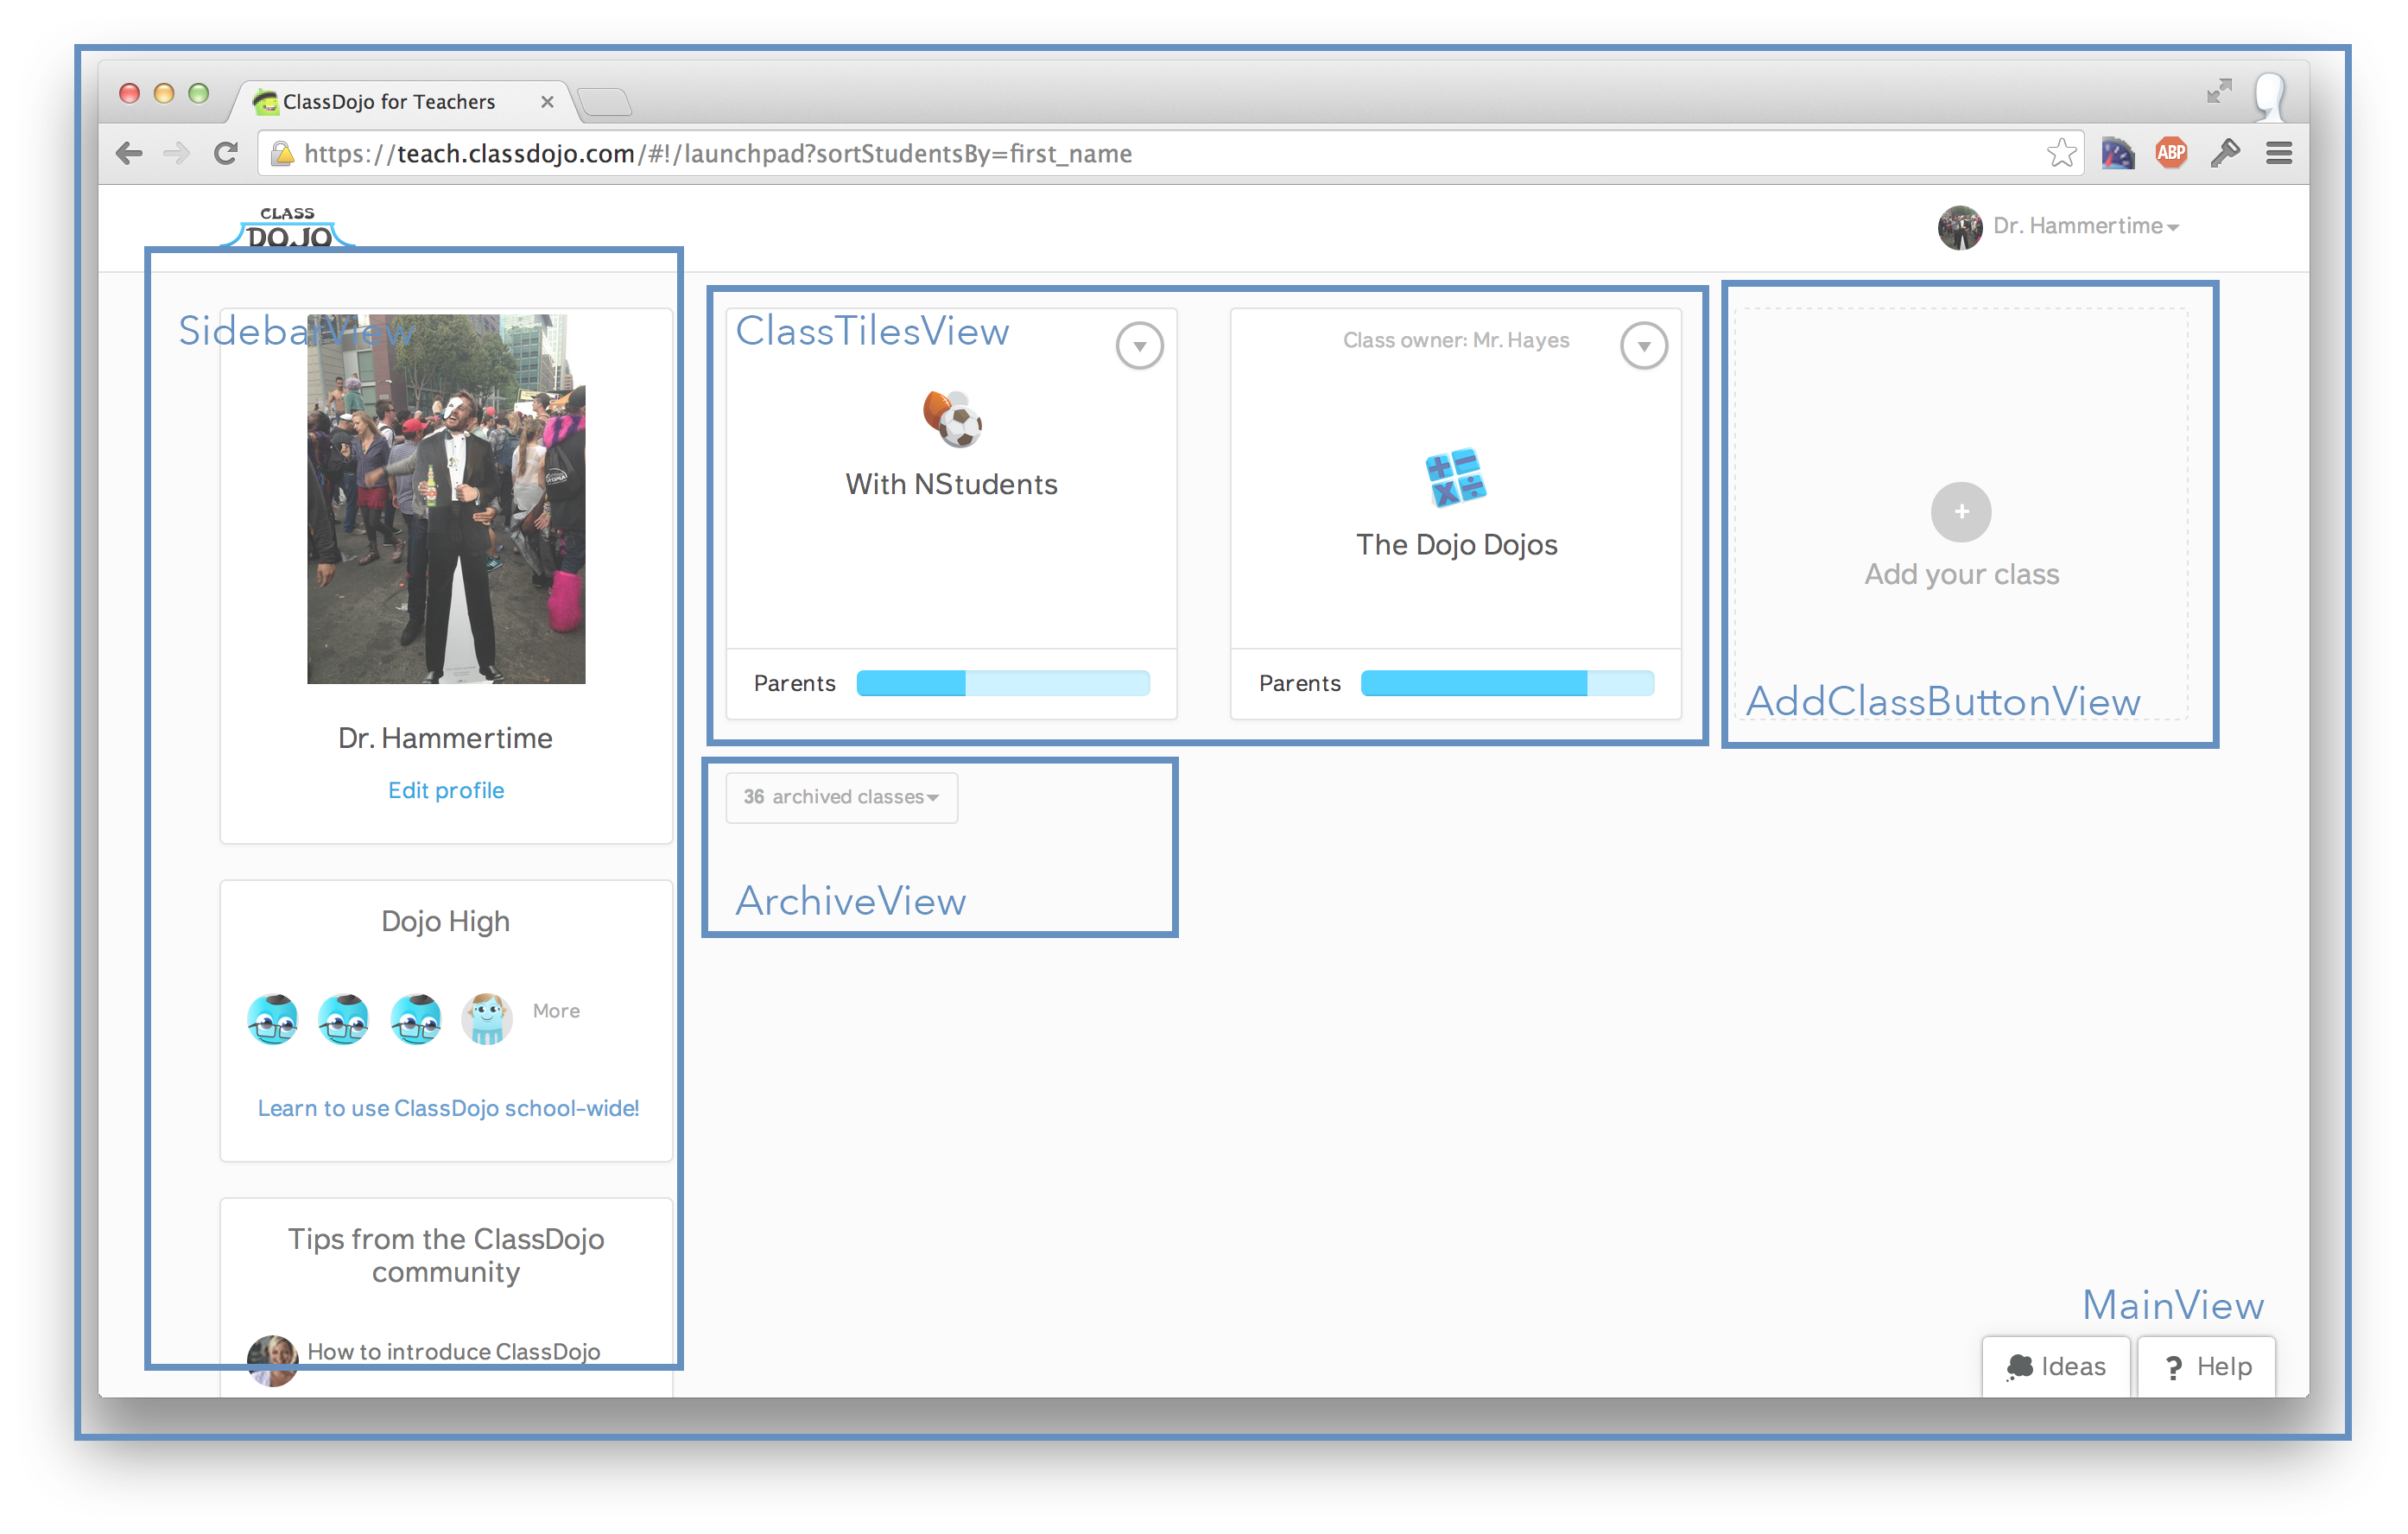 ClassDojo for Teachers
https://teach.classdojo.com/#!/launchpad?sortStudentsBy=first_name
ABP
CLASS
DOJO
Dr. Hammertime
SidebarView
Dr. Hammertime
Edit profile
Dojo High
More
Learn to use ClassDojo school-wide!
Tips from the ClassDojo
community
How to introduce ClassDojo
ClassTilesView
With NStudents
Parents
Class owner: Mr. Hayes
The Dojo Dojos
Parents
+
Add your class
AddClassButtonView
36 archived classes
ArchiveView
MainView
Ideas
? Help